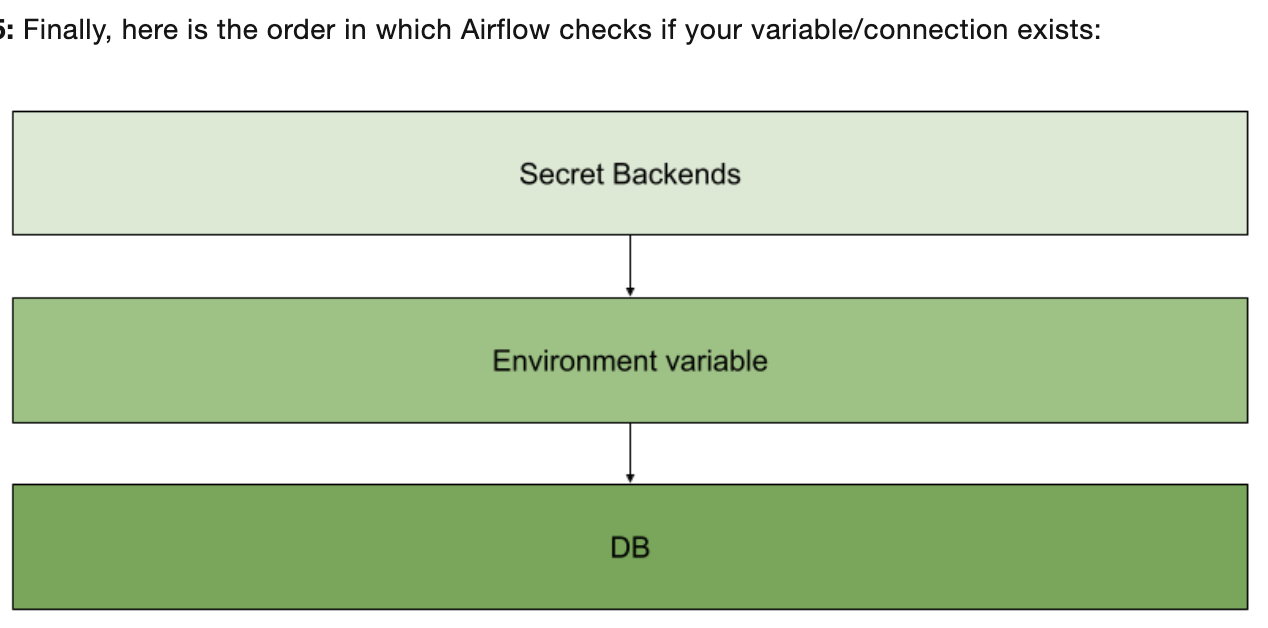 5: Finally, here is the order in which Airflow checks if your variable/connection exists:
Secret Backends
Environment variable
DB